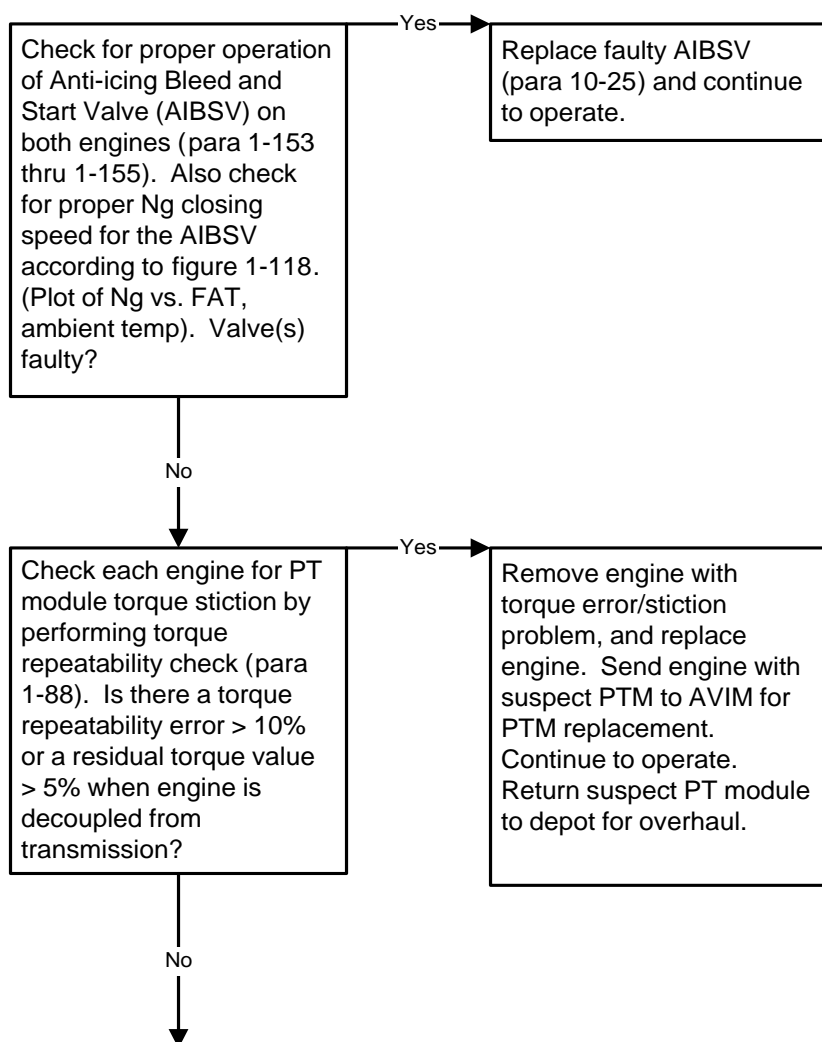 Check for proper operation
of Anti-icing Bleed and
Start Valve (AIBSV) on
both engines (para 1-153
thru 1-155).  Also check
for proper Ng closing
speed for the AIBSV
according to figure 1-118.
(Plot of Ng vs. FAT,
ambient temp).  Valve(s)
faulty?
Yes
Replace faulty AIBSV
(para 10-25) and continue
to operate.
No
Check each engine for PT
module torque stiction by
performing torque
repeatability check (para
1-88).  Is there a torque
repeatability error > 10%
or a residual torque value
> 5% when engine is
decoupled from
transmission?
Yes
Remove engine with
torque error/stiction
problem, and replace
engine.  Send engine with
suspect PTM to AVIM for
PTM replacement.
Continue to operate.
Return suspect PT module
to depot for overhaul.
No